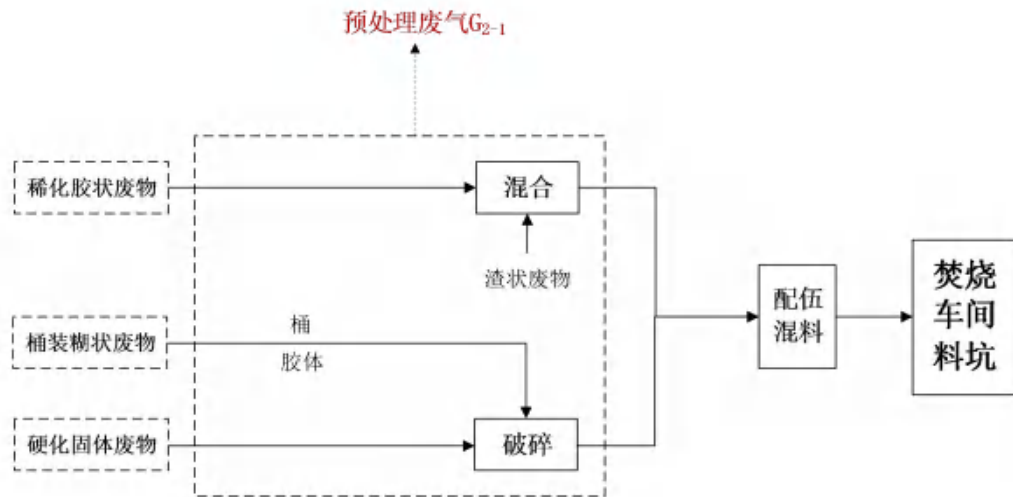 预处理废气G2-1
稀化胶状废物
混合
渣状废物
桶装糊状废物
桶
胶体
硬化固体废物
破碎
配伍
混料
焚烧
车间
料坑